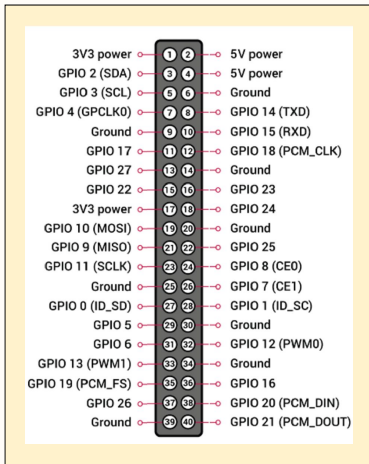 3V3 power 1 2 5V power
GPIO 2 (SDA) 3 4 5V power
GPIO 3 (SCL) 5 6 Ground
GPIO 4 (GPCLK0) 7 8 GPIO 14 (TXD)
Ground 9 10 GPIO 15 (RXD)
GPIO 17 11 12 GPIO 18 (PCM_CLK)
GPIO 27 13 14 Ground
GPIO 22 15 16 GPIO 23
3V3 power 17 18 GPIO 24
GPIO 10 (MOSI) 19 20 Ground
GPIO 9 (MISO) 21 22 GPIO 25
GPIO 11 (SCLK) 23 24 GPIO 8 (CE0)
Ground 25 26 GPIO 7 (CE1)
GPIO 0 (ID_SD) 27 28 GPIO 1 (ID_SC)
GPIO 5 29 30 Ground
GPIO 6 31 32 GPIO 12 (PWM0)
GPIO 13 (PWM1) 33 34 Ground
GPIO 19 (PCM_FS) 35 36 GPIO 16
GPIO 26 37 38 GPIO 20 (PCM_DIN)
Ground 39 40 GPIO 21 (PCM_DOUT)